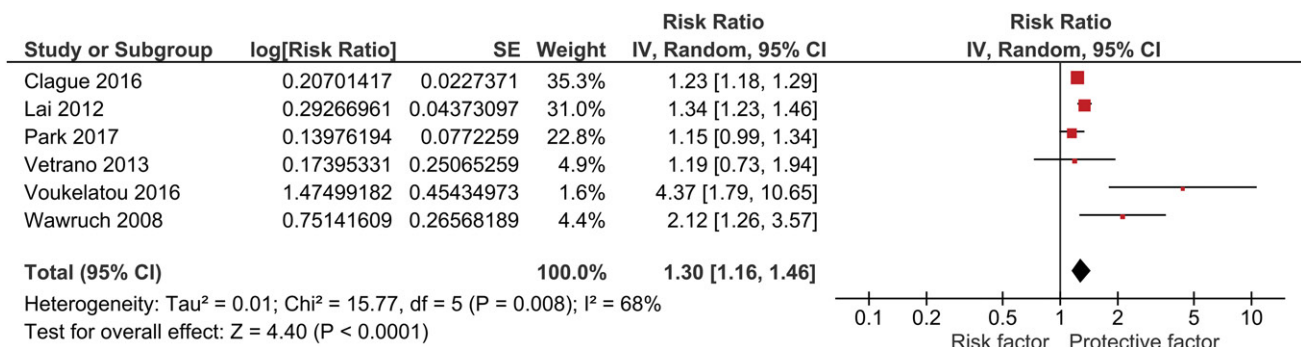 Risk Ratio Risk Ratio
Study or Subgroup log[Risk Ratio] SE Weight IV, Random, 95% CI IV, Random, 95% CI
Clague 2016 0.20701417 0.0227371 35.3% 1.23 [1.18, 1.29]
Lai 2012 0.29266961 0.04373097 31.0% 1.34 [1.23, 1.46]
Park 2017 0.13976194 0.0772259 22.8% 1.15 [0.99, 1.34]
Vetrano 2013 0.17395331 0.25065259 4.9% 1.19 [0.73, 1.94]
Voukelatou 2016 1.47499182 0.45434973 1.6% 4.37 [1.79, 10.65]
Wawruch 2008 0.75141609 0.26568189 4.4% 2.12 [1.26, 3.57]
Total (95% CI) 100.0% 1.30 [1.16, 1.46]
Heterogeneity: Tau² = 0.01; Chi² = 15.77, df = 5 (P = 0.008); I² = 68%
Test for overall effect: Z = 4.40 (P < 0.0001)
0.1 0.2 0.5 1 2 5 10
Risk factor Protective factor